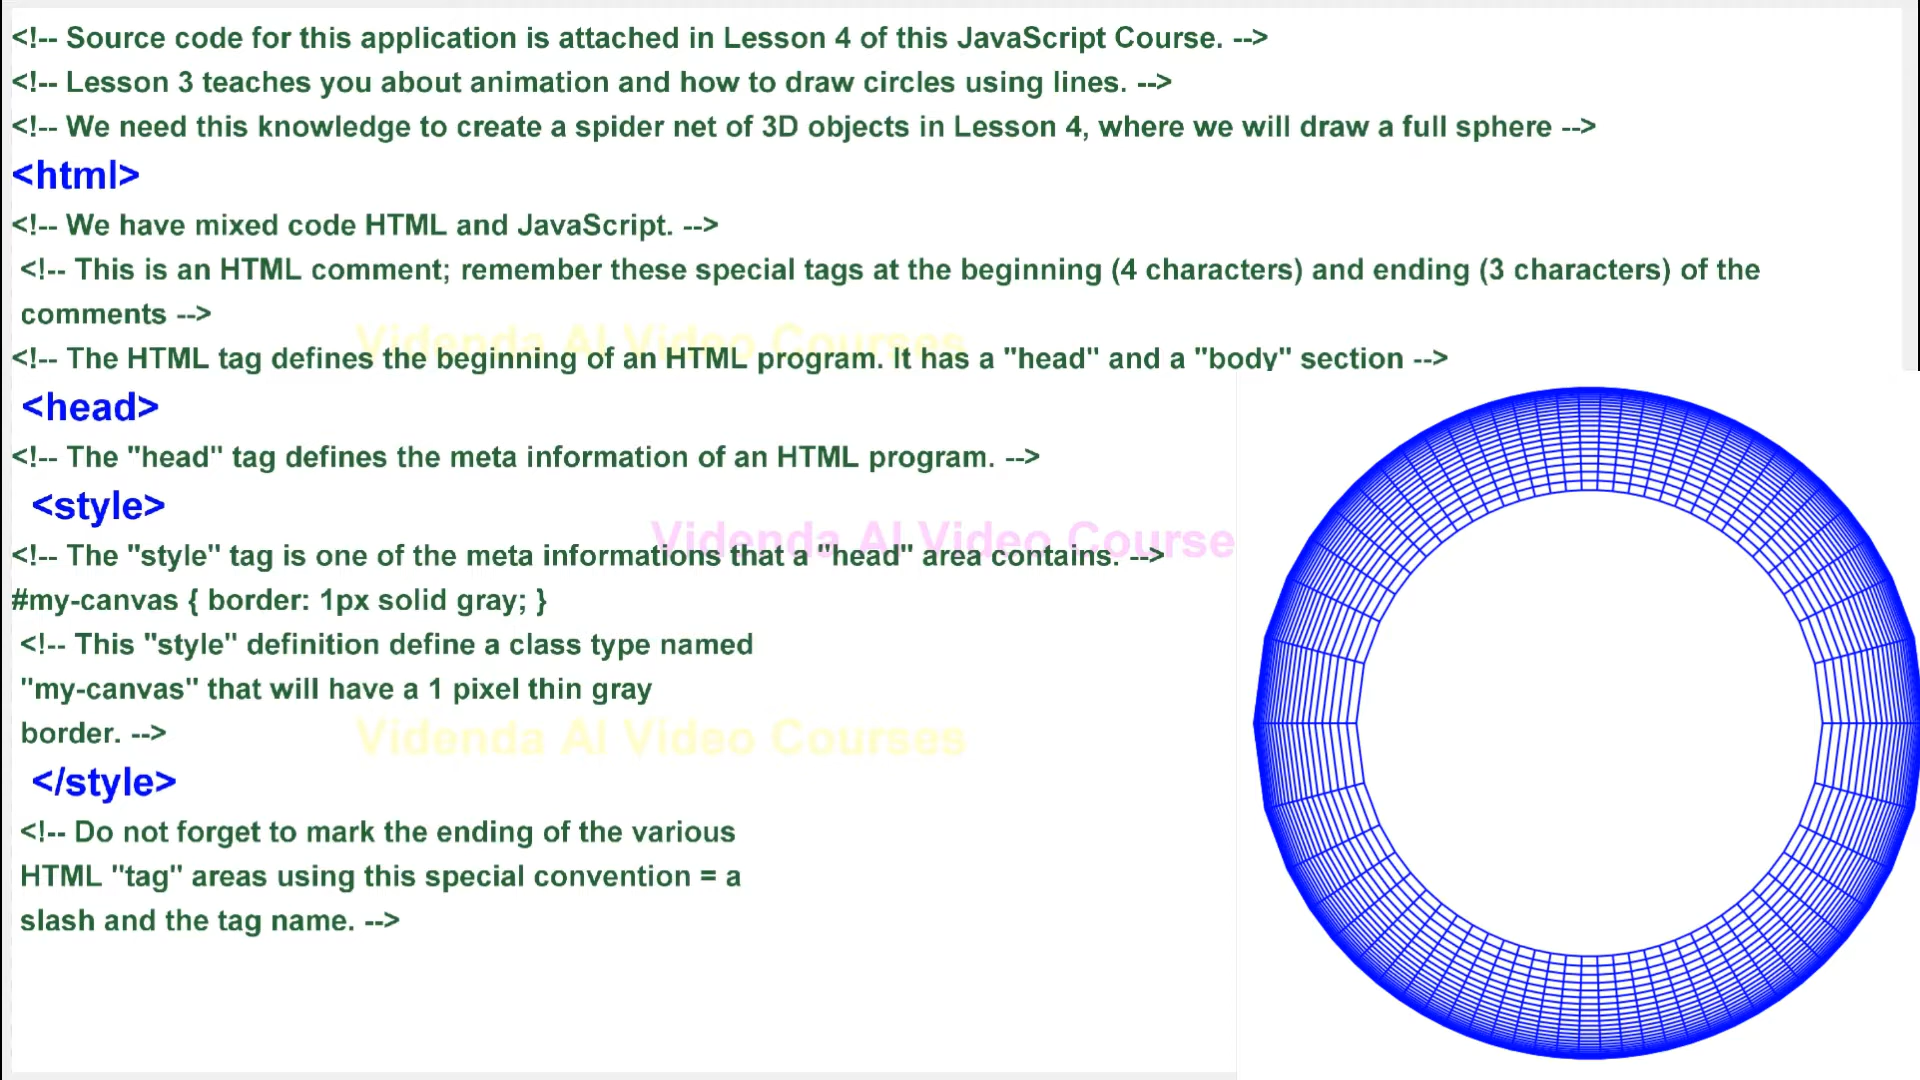 <!-- Source code for this application is attached in Lesson 4 of this JavaScript Course. -->
<!-- Lesson 3 teaches you about animation and how to draw circles using lines. -->
<!-- We need this knowledge to create a spider net of 3D objects in Lesson 4, where we will draw a full sphere -->
<html>
<!-- We have mixed code HTML and JavaScript. -->
<!-- This is an HTML comment; remember these special tags at the beginning (4 characters) and ending (3 characters) of the
comments -->
Videnda AI Video Courses
<!-- The HTML tag defines the beginning of an HTML program. It has a "head" and a "body" section -->
<head>
<!-- The "head" tag defines the meta information of an HTML program. -->
<style>
Videnda AI Video Course
<!-- The "style" tag is one of the meta informations that a "head" area contains. -->
#my-canvas { border: 1px solid gray; }
<!-- This "style" definition define a class type named
"my-canvas" that will have a 1 pixel thin gray
border. -->
Videnda AI Video Courses
</style>
<!-- Do not forget to mark the ending of the various
HTML "tag" areas using this special convention = a
slash and the tag name. -->